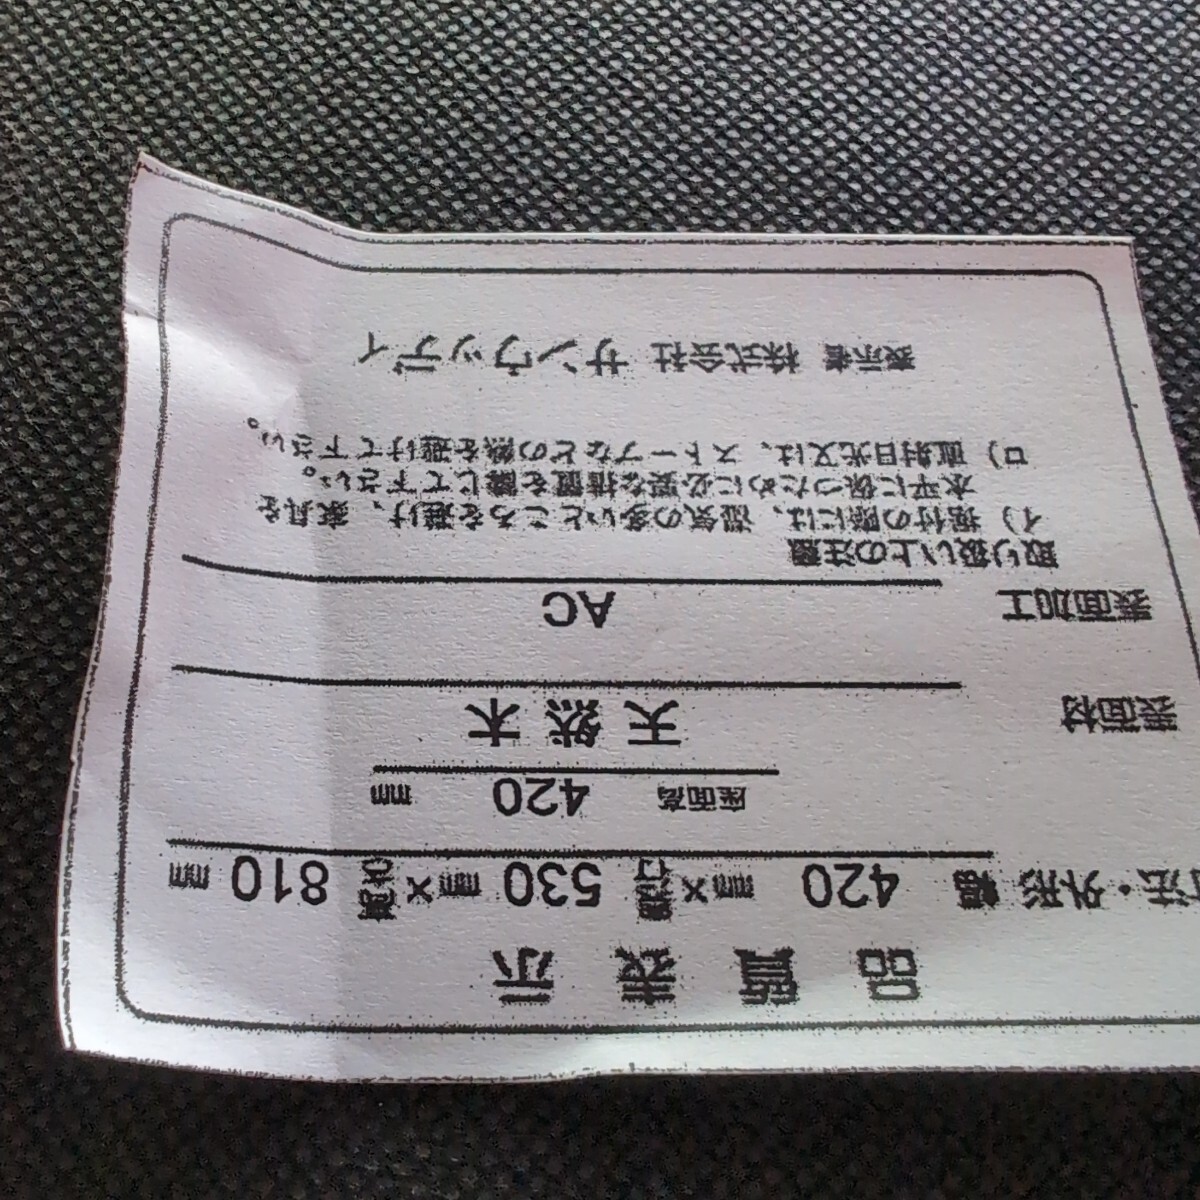 品質表示
法・外形 幅 420 mm×奥行 530 mm×高さ 810 mm
座面高 420 mm
表面材 天然木
表面加工 AC
取り扱い上の注意
イ) 据付の際には、湿気の多いところを避け、家具を
水平に保つために必要な措置を講じて下さい。
ロ) 直射日光又は、ストーブなどの熱を避けて下さい。
表示者 株式会社 サンウッディ